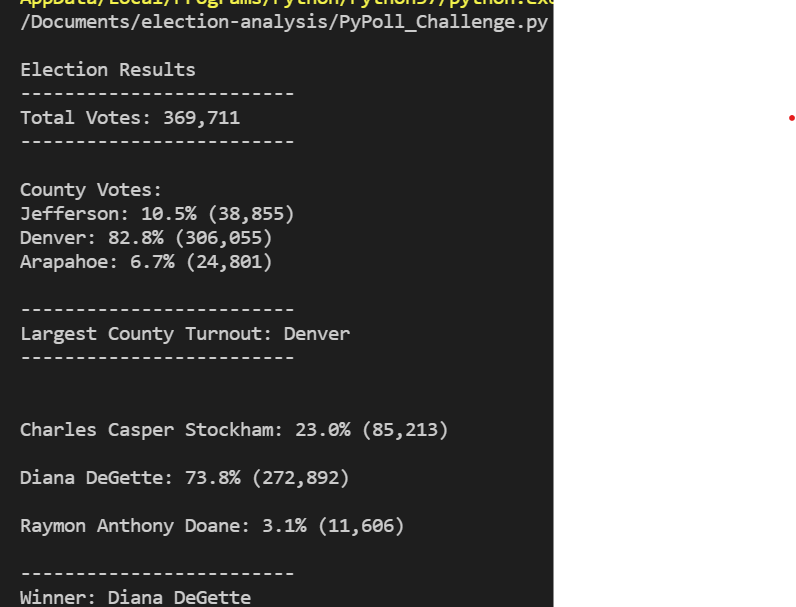 AppData/Local/Programs/Python/Python37/python.exe
/Documents/election-analysis/PyPoll_Challenge.py
Election Results
-------------------------
Total Votes: 369,711
-------------------------
County Votes:
Jefferson: 10.5% (38,855)
Denver: 82.8% (306,055)
Arapahoe: 6.7% (24,801)
-------------------------
Largest County Turnout: Denver
-------------------------
Charles Casper Stockham: 23.0% (85,213)
Diana DeGette: 73.8% (272,892)
Raymon Anthony Doane: 3.1% (11,606)
-------------------------
Winner: Diana DeGette